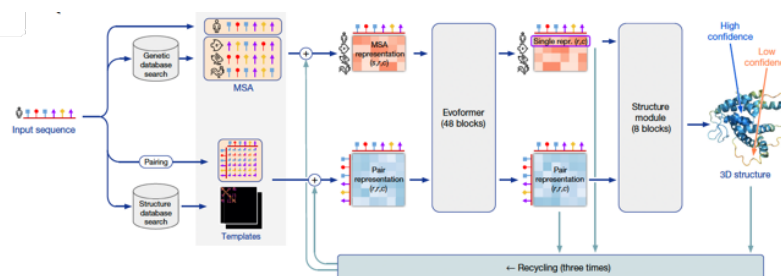 Input sequence
Genetic
database
search
MSA
Pairing
Structure
database
search
Templates
+
+
MSA
representation
(s,r,c)
Pair
representation
(r,r,c)
Evoformer
(48 blocks)
Single repr. (r,c)
Pair
representation
(r,r,c)
Structure
module
(8 blocks)
High
confidence
Low
confidence
3D structure
← Recycling (three times)